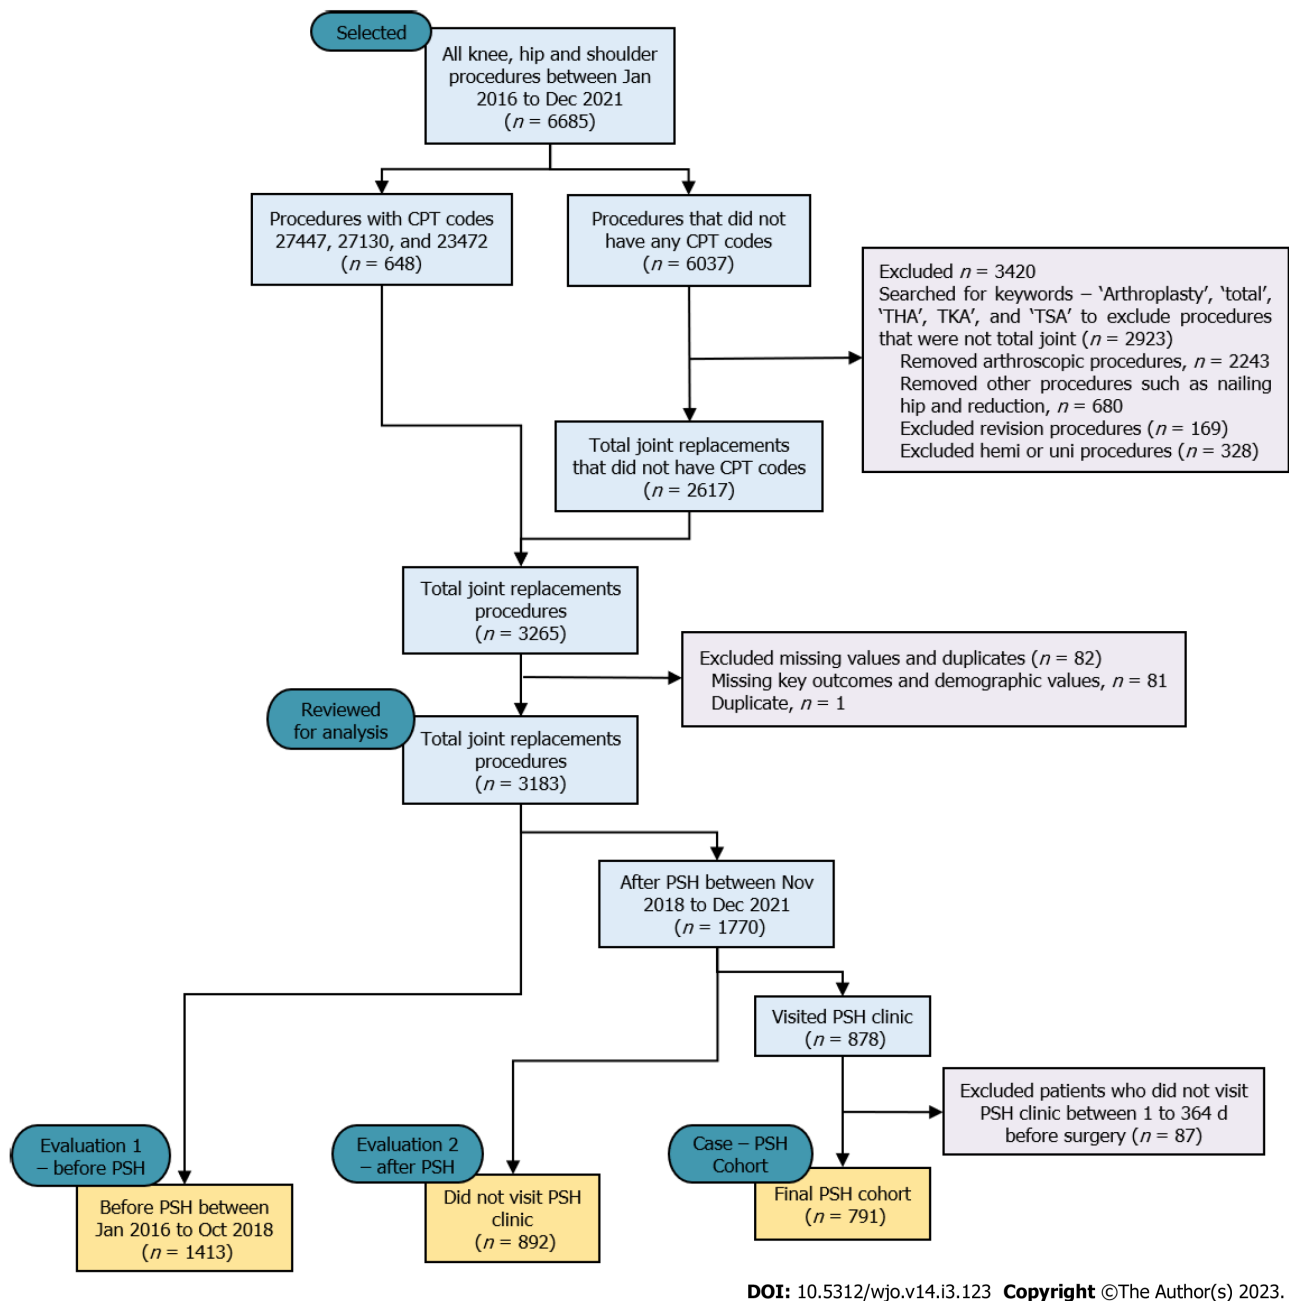 Selected
All knee, hip and shoulder
procedures between Jan
2016 to Dec 2021
(n = 6685)
Procedures with CPT codes
27447, 27130, and 23472
(n = 648)
Procedures that did not
have any CPT codes
(n = 6037)
Excluded n = 3420
Searched for keywords – ‘Arthroplasty’, ‘total’,
‘THA’, TKA’, and ‘TSA’ to exclude procedures
that were not total joint (n = 2923)
Removed arthroscopic procedures, n = 2243
Removed other procedures such as nailing
hip and reduction, n = 680
Excluded revision procedures (n = 169)
Excluded hemi or uni procedures (n = 328)
Total joint replacements
that did not have CPT codes
(n = 2617)
Total joint replacements
procedures
(n = 3265)
Excluded missing values and duplicates (n = 82)
Missing key outcomes and demographic values, n = 81
Duplicate, n = 1
Reviewed
for analysis
Total joint replacements
procedures
(n = 3183)
After PSH between Nov
2018 to Dec 2021
(n = 1770)
Visited PSH clinic
(n = 878)
Excluded patients who did not visit
PSH clinic between 1 to 364 d
before surgery (n = 87)
Evaluation 1
– before PSH
Before PSH between
Jan 2016 to Oct 2018
(n = 1413)
Evaluation 2
– after PSH
Did not visit PSH
clinic
(n = 892)
Case – PSH
Cohort
Final PSH cohort
(n = 791)
DOI: 10.5312/wjo.v14.i3.123 Copyright ©The Author(s) 2023.